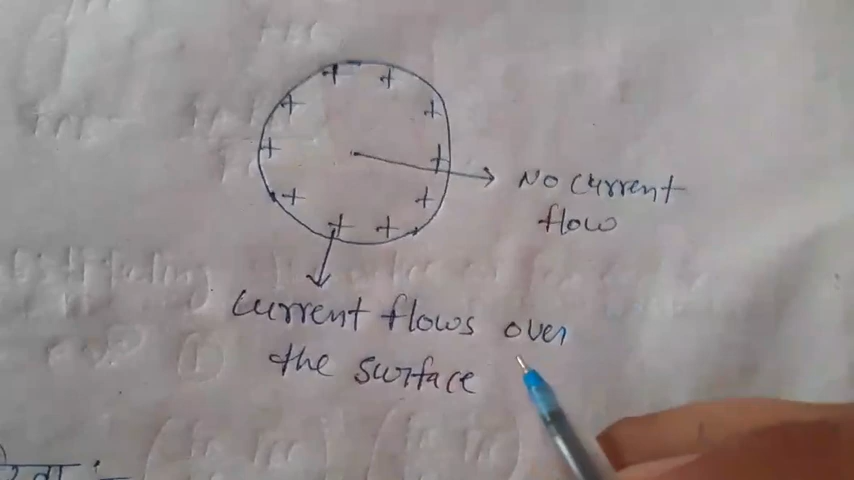 No current
flow
current flows over
the surface